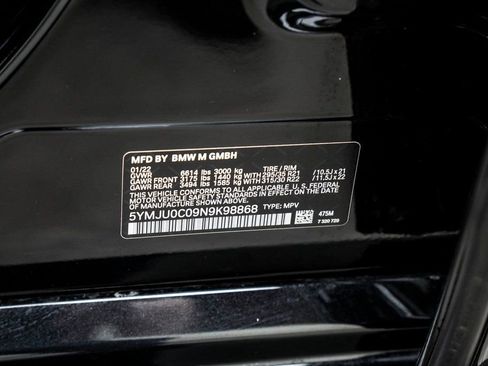 MFD BY BMW M GMBH
01/22 TIRE / RIM
GVWR 6614 lbs 3000 kg
GAWR FRONT 3175 lbs 1440 kg WITH 295/35 R21 /10.5J x 21
GAWR REAR 3494 lbs 1585 kg WITH 315/30 R22 /11.5J x 22
THIS VEHICLE CONFORMS TO ALL APPLICABLE U.S. FEDERAL
MOTOR VEHICLE SAFETY STANDARDS IN EFFECT ON THE
DATE OF MANUFACTURE SHOWN ABOVE.
5YMJU0C09N9K98868 TYPE: MPV 475M
7 320 723